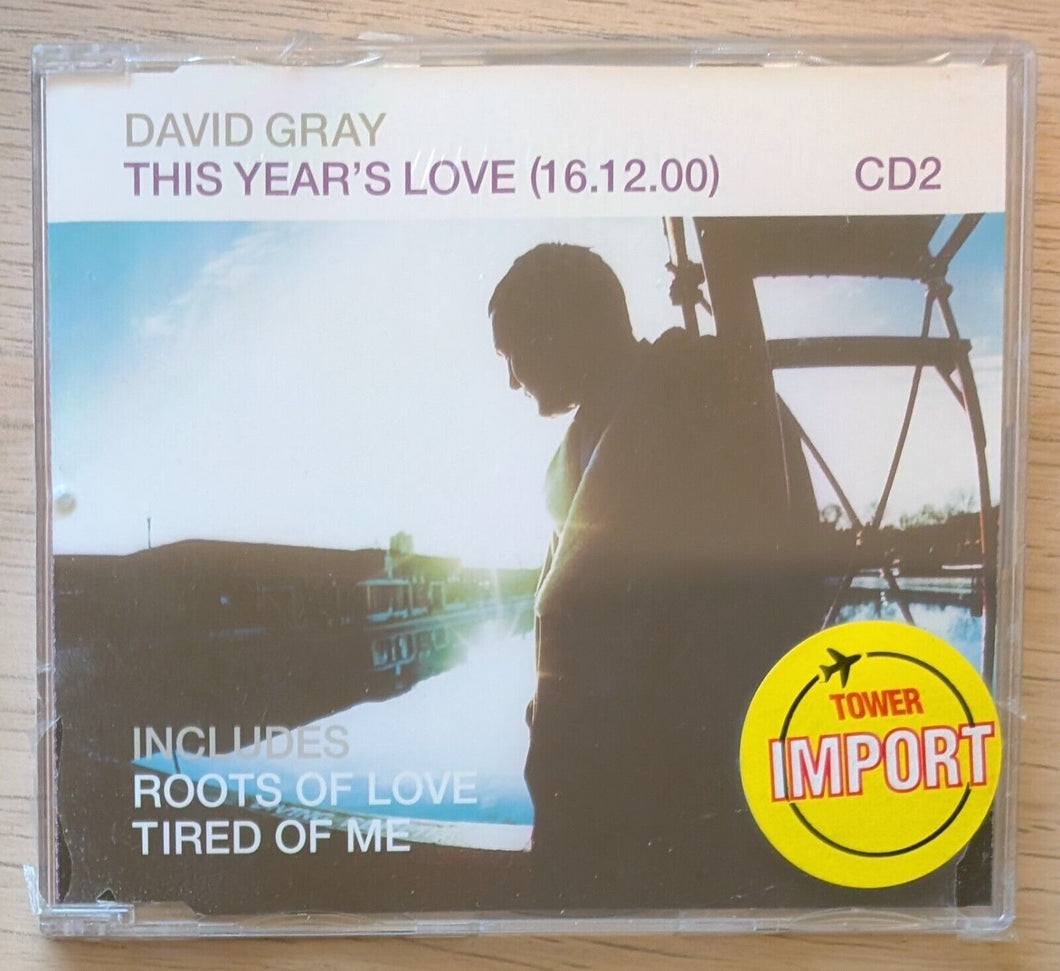 DAVID GRAY
THIS YEAR'S LOVE (16.12.00) CD2
INCLUDES
ROOTS OF LOVE
TIRED OF ME
TOWER
IMPORT